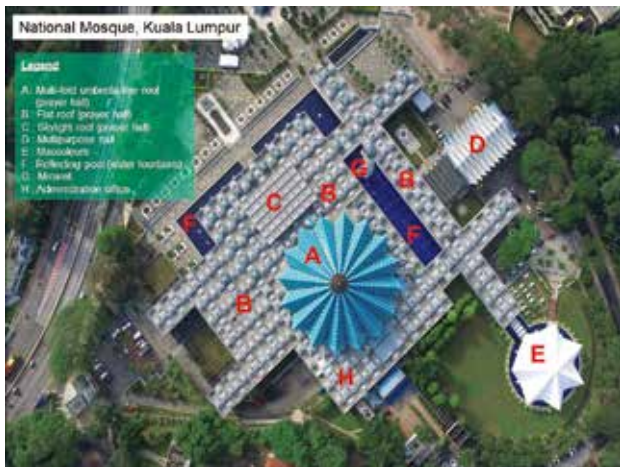 National Mosque, Kuala Lumpur
Legend
A: Multi-fold umbrella-like roof
(prayer hall)
B: Flat roof (prayer hall)
C: Skylight roof (prayer hall)
D: Multipurpose hall
E: Mausoleum
F: Reflecting pool (water fountains)
G: Minaret
H: Administration office
D
G
B
B
C
F
F
A
B
E
H